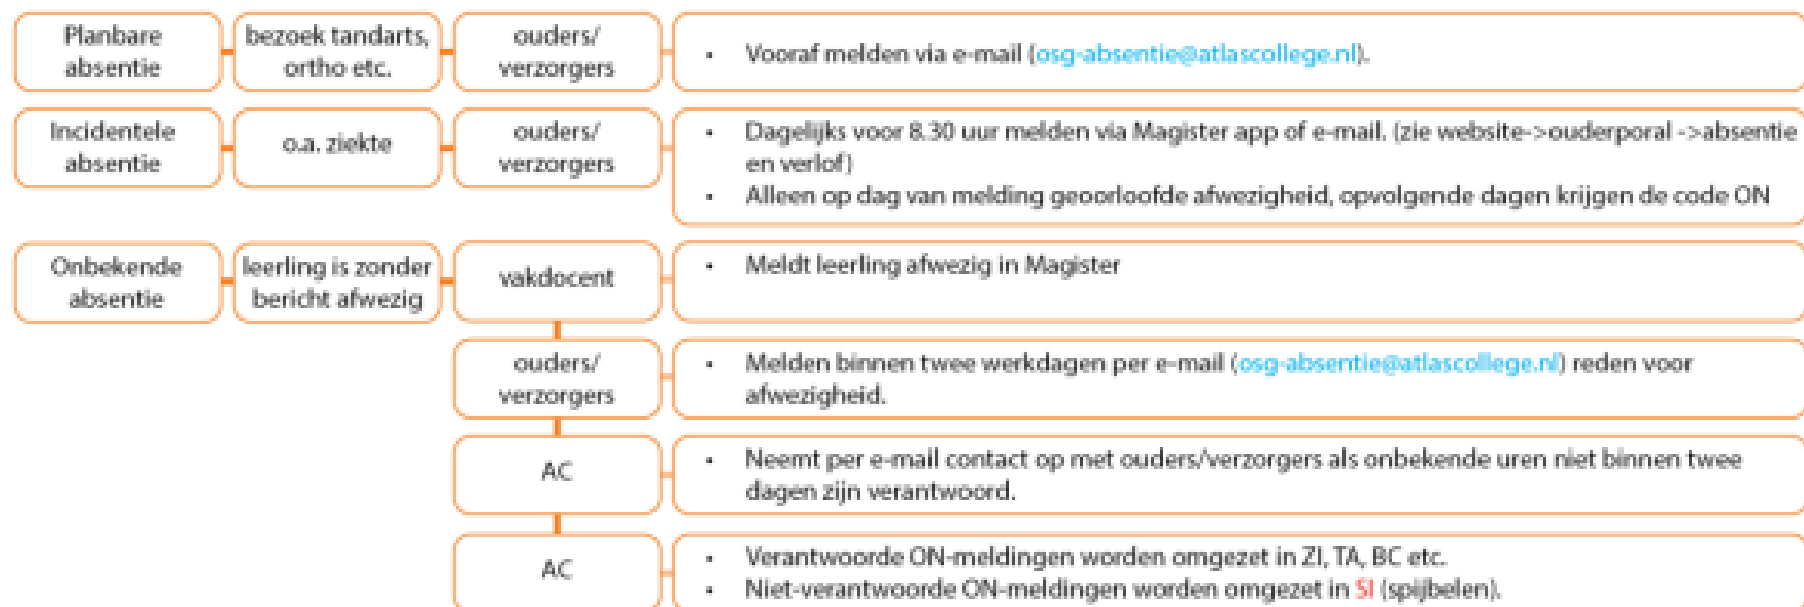 Planbare
absentie
bezoek tandarts,
ortho etc.
ouders/
verzorgers
• Vooraf melden via e-mail (osg-absentie@atlascollege.nl).
Incidentele
absentie
o.a. ziekte
ouders/
verzorgers
• Dagelijks voor 8.30 uur melden via Magister app of e-mail. (zie website->ouderporal ->absentie
en verlof)
• Alleen op dag van melding geoorloofde afwezigheid, opvolgende dagen krijgen de code ON
Onbekende
absentie
leerling is zonder
bericht afwezig
vakdocent
• Meldt leerling afwezig in Magister
ouders/
verzorgers
• Melden binnen twee werkdagen per e-mail (osg-absentie@atlascollege.nl) reden voor
afwezigheid.
AC
• Neemt per e-mail contact op met ouders/verzorgers als onbekende uren niet binnen twee
dagen zijn verantwoord.
AC
• Verantwoorde ON-meldingen worden omgezet in ZI, TA, BC etc.
• Niet-verantwoorde ON-meldingen worden omgezet in SI (spijbelen).